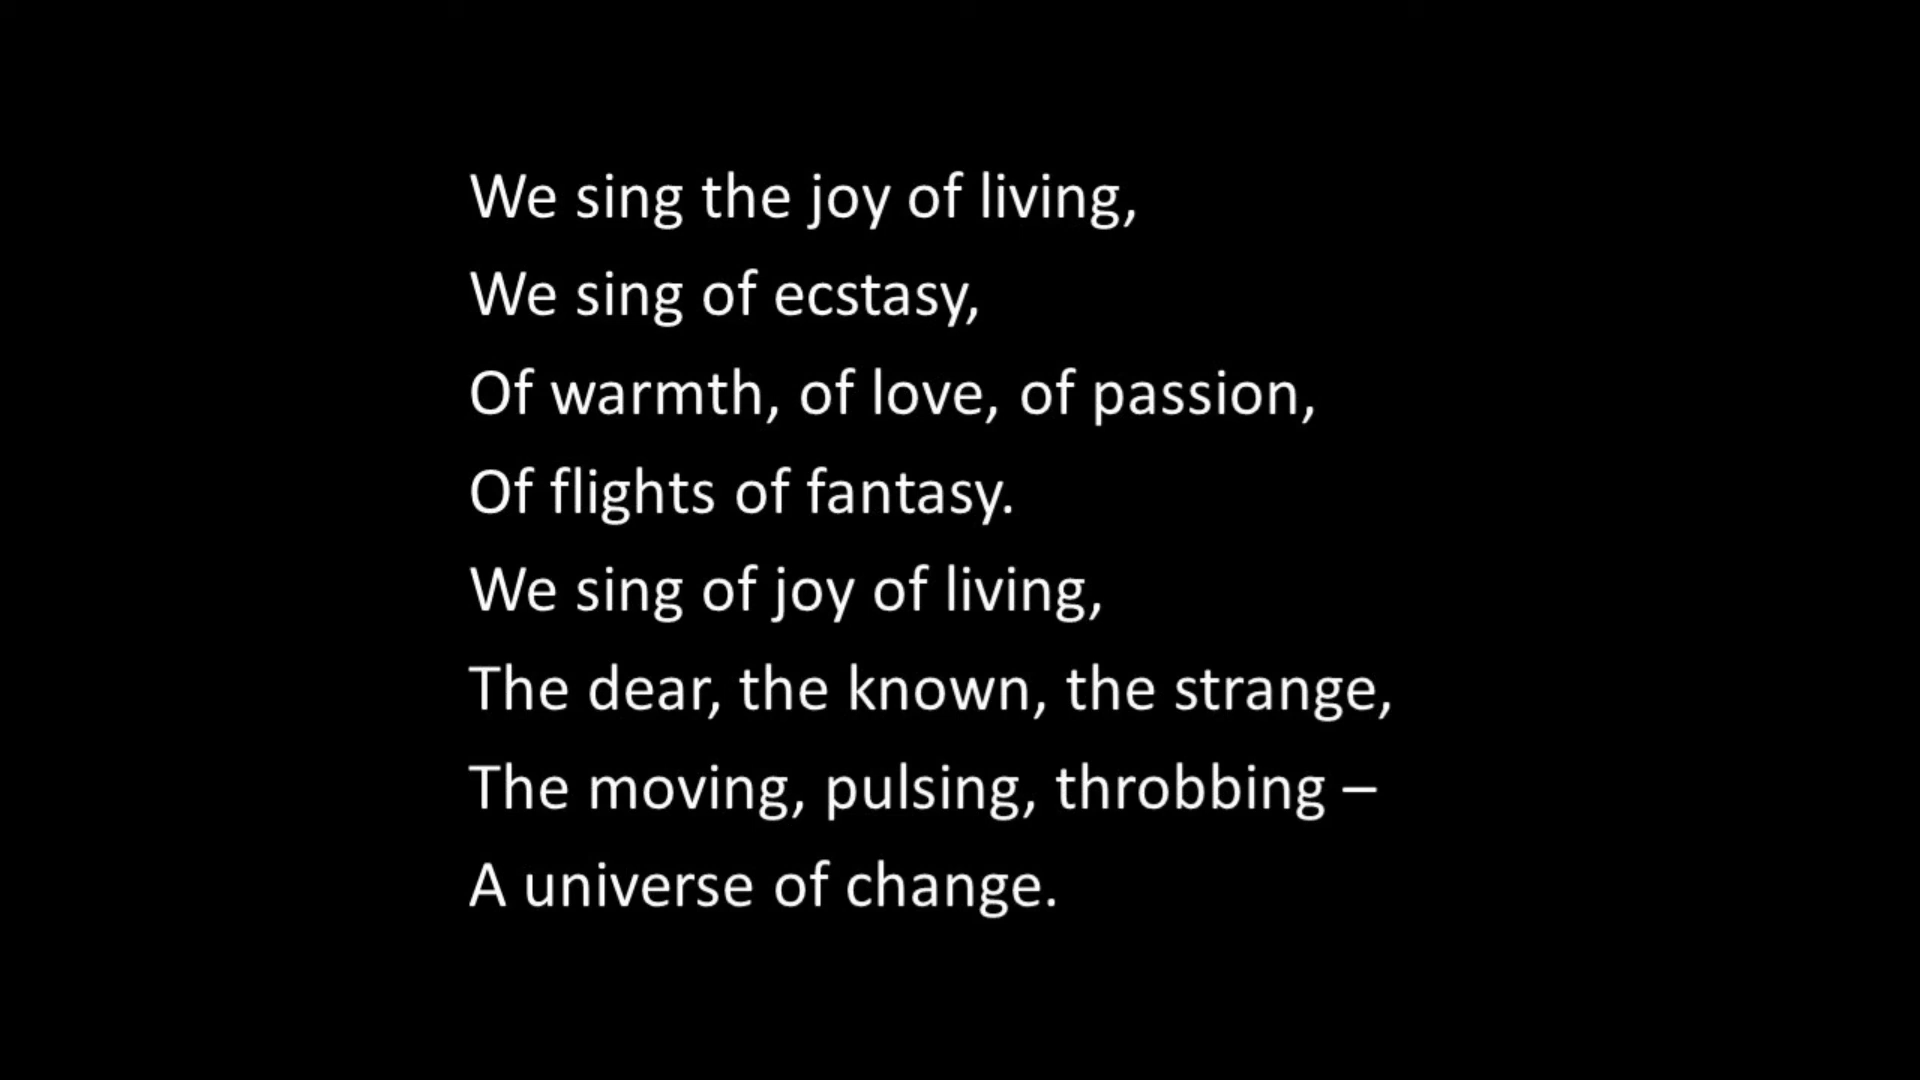 We sing the joy of living,
We sing of ecstasy,
Of warmth, of love, of passion,
Of flights of fantasy.
We sing of joy of living,
The dear, the known, the strange,
The moving, pulsing, throbbing –
A universe of change.